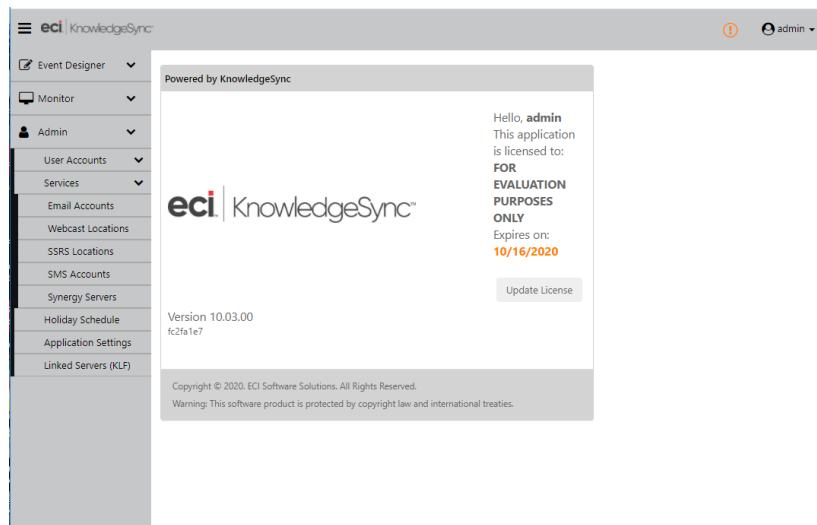 eci KnowledgeSync™
admin
Event Designer
Monitor
Admin
User Accounts
Services
Email Accounts
Webcast Locations
SSRS Locations
SMS Accounts
Synergy Servers
Holiday Schedule
Application Settings
Linked Servers (KLF)
Powered by KnowledgeSync
eci KnowledgeSync™
Hello, admin
This application
is licensed to:
FOR
EVALUATION
PURPOSES
ONLY
Expires on:
10/16/2020
Update License
Version 10.03.00
fc2fa1e7
Copyright © 2020. ECI Software Solutions. All Rights Reserved.
Warning: This software product is protected by copyright law and international treaties.